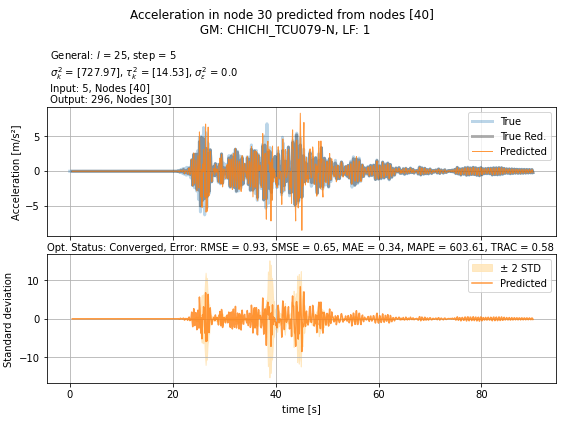 Acceleration in node 30 predicted from nodes [40]
GM: CHICHI_TCU079-N, LF: 1
General: l = 25, step = 5
σ²ₖ = [727.97], τ²ₖ = [14.53], σ²ε = 0.0
Input: 5, Nodes [40]
Output: 296, Nodes [30]
Acceleration [m/s²]
5
0
−5
True
True Red.
Predicted
Opt. Status: Converged, Error: RMSE = 0.93, SMSE = 0.65, MAE = 0.34, MAPE = 603.61, TRAC = 0.58
Standard deviation
10
0
−10
± 2 STD
Predicted
0 20 40 60 80
time [s]